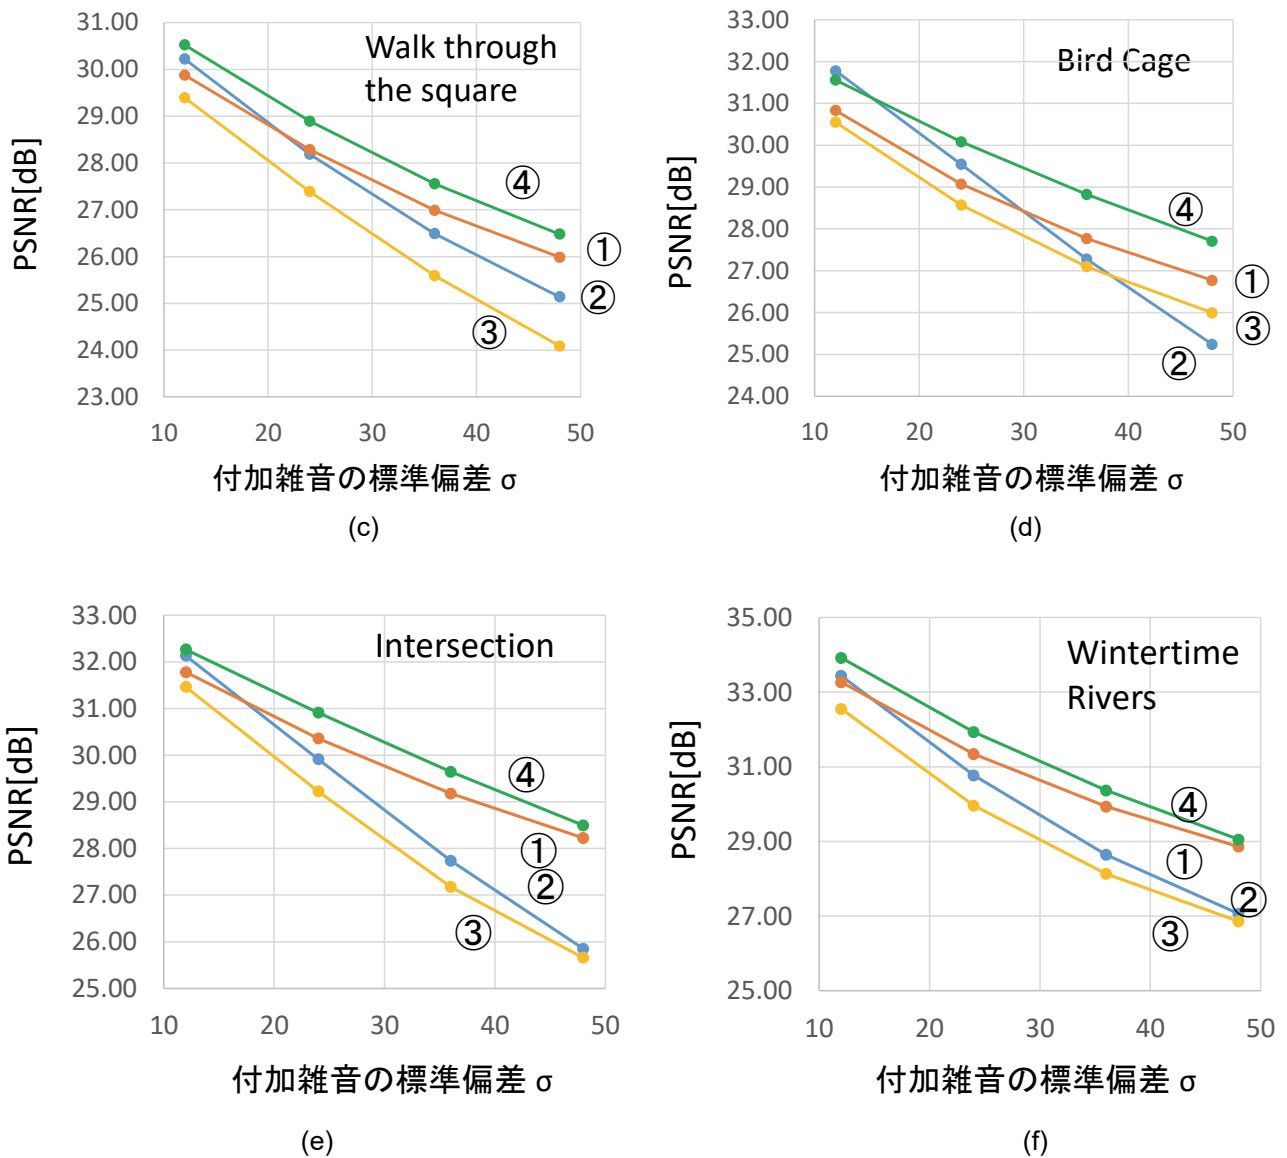 31.00
30.00
29.00
28.00
27.00
26.00
25.00
24.00
23.00
PSNR[dB]
Walk through
the square
④
①
②
③
10 20 30 40 50
付加雑音の標準偏差 σ
(c)
33.00
32.00
31.00
30.00
29.00
28.00
27.00
26.00
25.00
24.00
PSNR[dB]
Bird Cage
④
①
③
②
10 20 30 40 50
付加雑音の標準偏差 σ
(d)
33.00
32.00
31.00
30.00
29.00
28.00
27.00
26.00
25.00
PSNR[dB]
Intersection
④
①
②
③
10 20 30 40 50
付加雑音の標準偏差 σ
(e)
35.00
33.00
31.00
29.00
27.00
25.00
PSNR[dB]
Wintertime
Rivers
④
①
②
③
10 20 30 40 50
付加雑音の標準偏差 σ
(f)